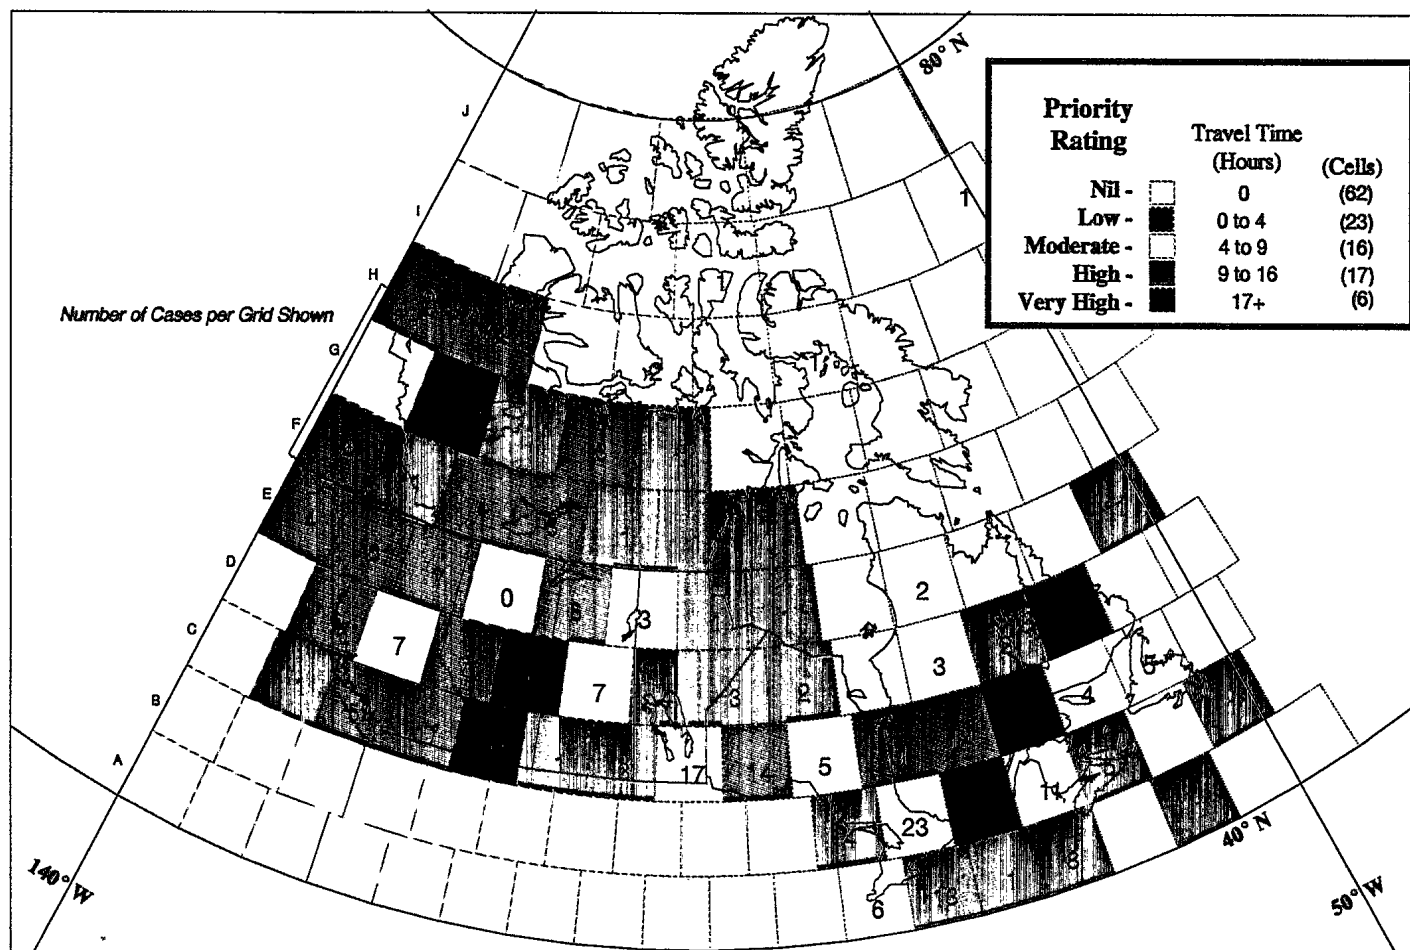 80° N
J
Priority
Rating
Travel Time
(Hours)
(Cells)
Nil - 0 (62)
Low - 0 to 4 (23)
Moderate - 4 to 9 (16)
High - 9 to 16 (17)
Very High - 17+ (6)
1
I
H
Number of Cases per Grid Shown
G
F
E
D
0
2
3
C
7
3
5
4
B
7
3
2
A
17
14
5
11
23
40° N
6
13
8
140° W
50° W